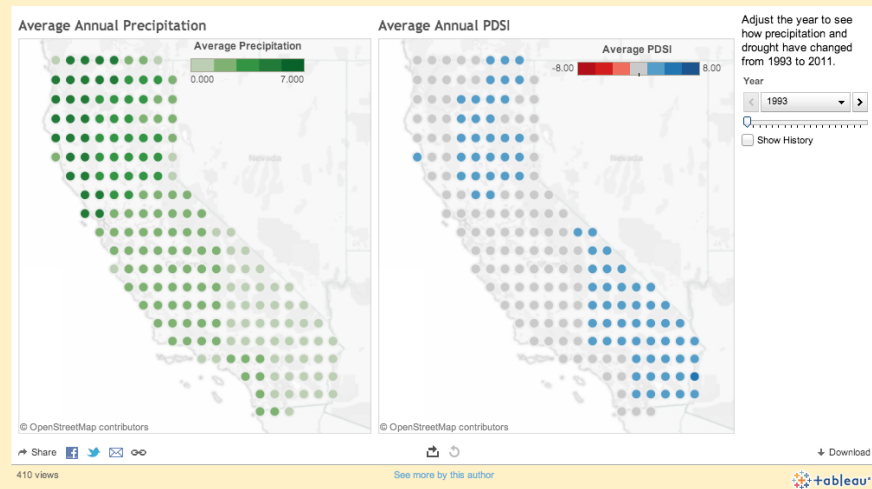 Average Annual Precipitation
Average Precipitation
0.000
7.000
Nevada
© OpenStreetMap contributors
Average Annual PDSI
Average PDSI
-8.00
8.00
Nevada
© OpenStreetMap contributors
Adjust the year to see
how precipitation and
drought have changed
from 1993 to 2011.
Year
1993
Show History
Share
Download
410 views
See more by this author
+ableau